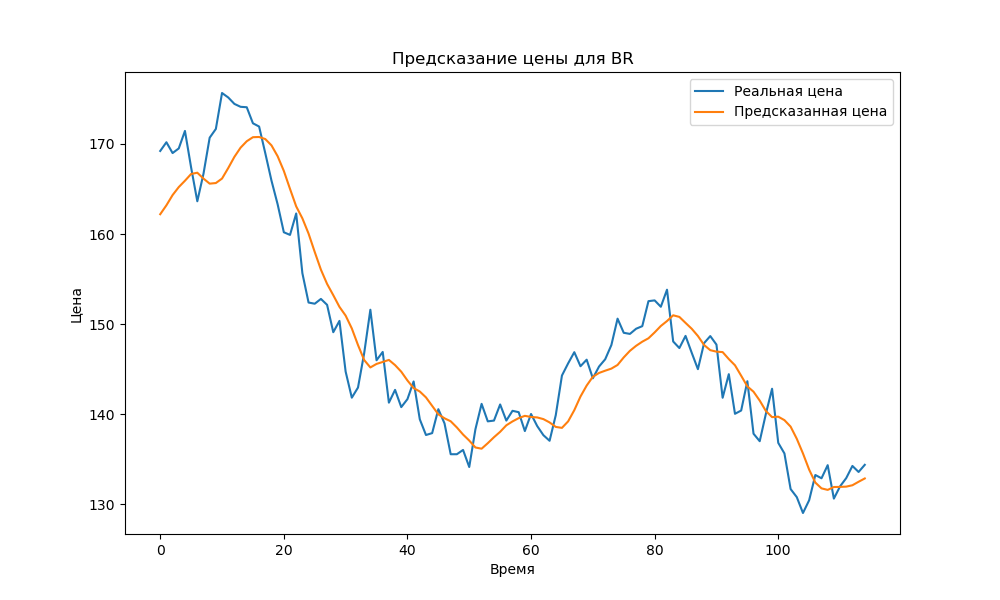 Предсказание цены для BR
Реальная цена
Предсказанная цена
Цена
170
160
150
140
130
0
20
40
60
80
100
Время